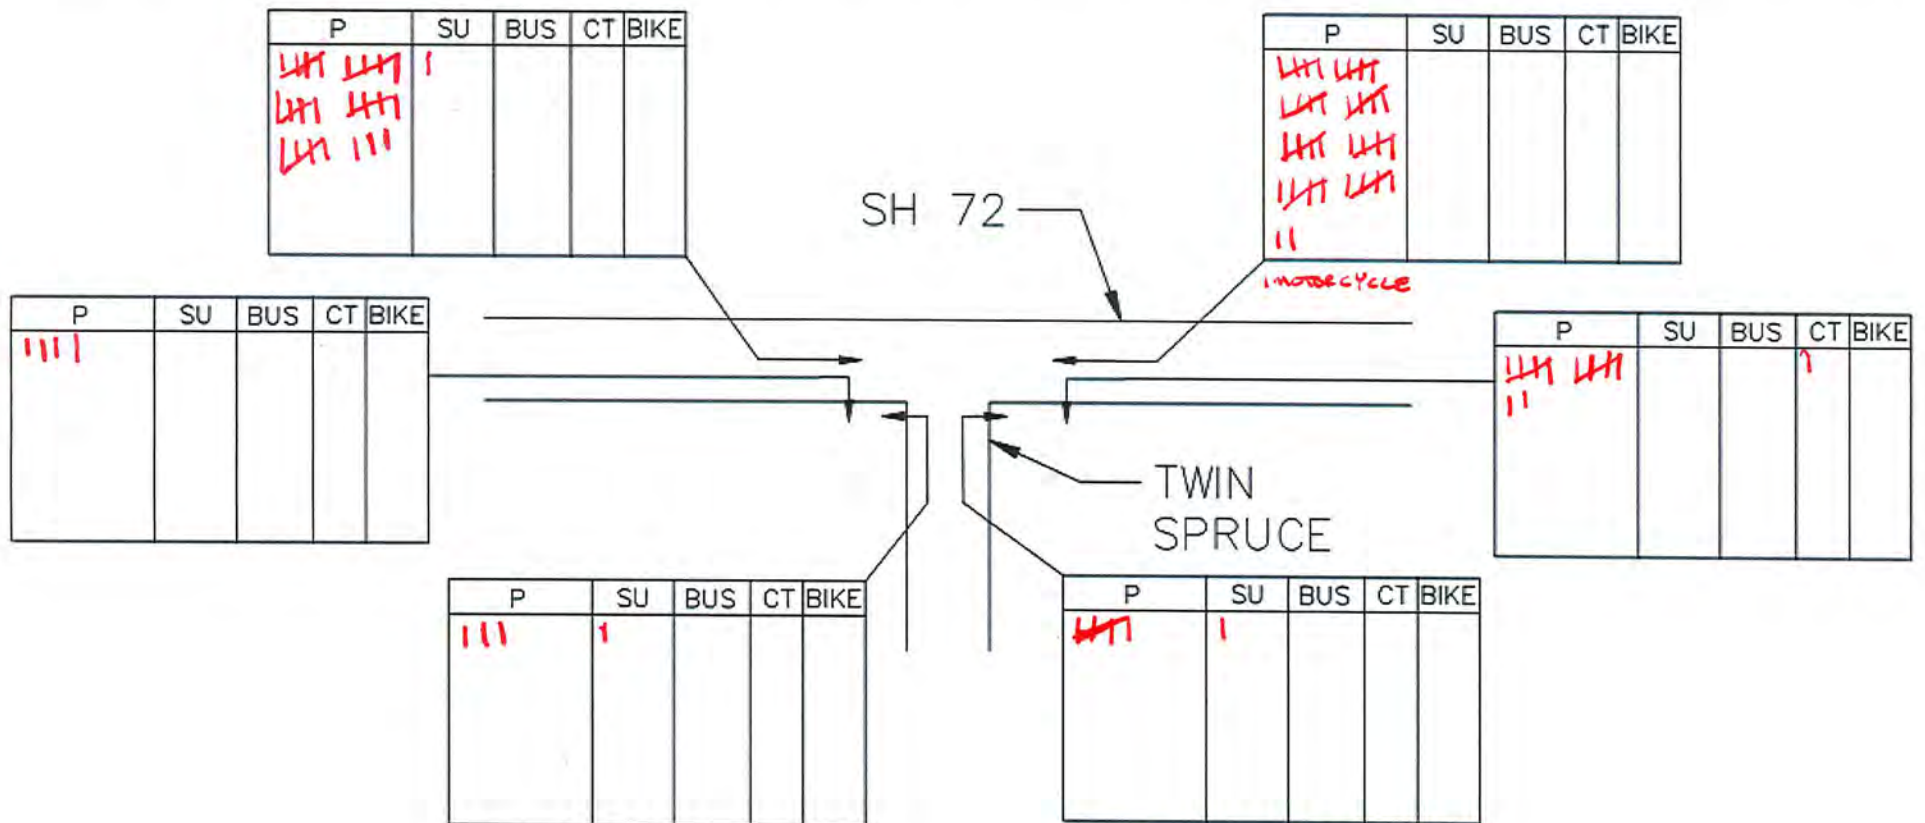 P SU BUS CT BIKE
P SU BUS CT BIKE
SH 72
1 MOTORCYCLE
P SU BUS CT BIKE
P SU BUS CT BIKE
TWIN
SPRUCE
P SU BUS CT BIKE
P SU BUS CT BIKE